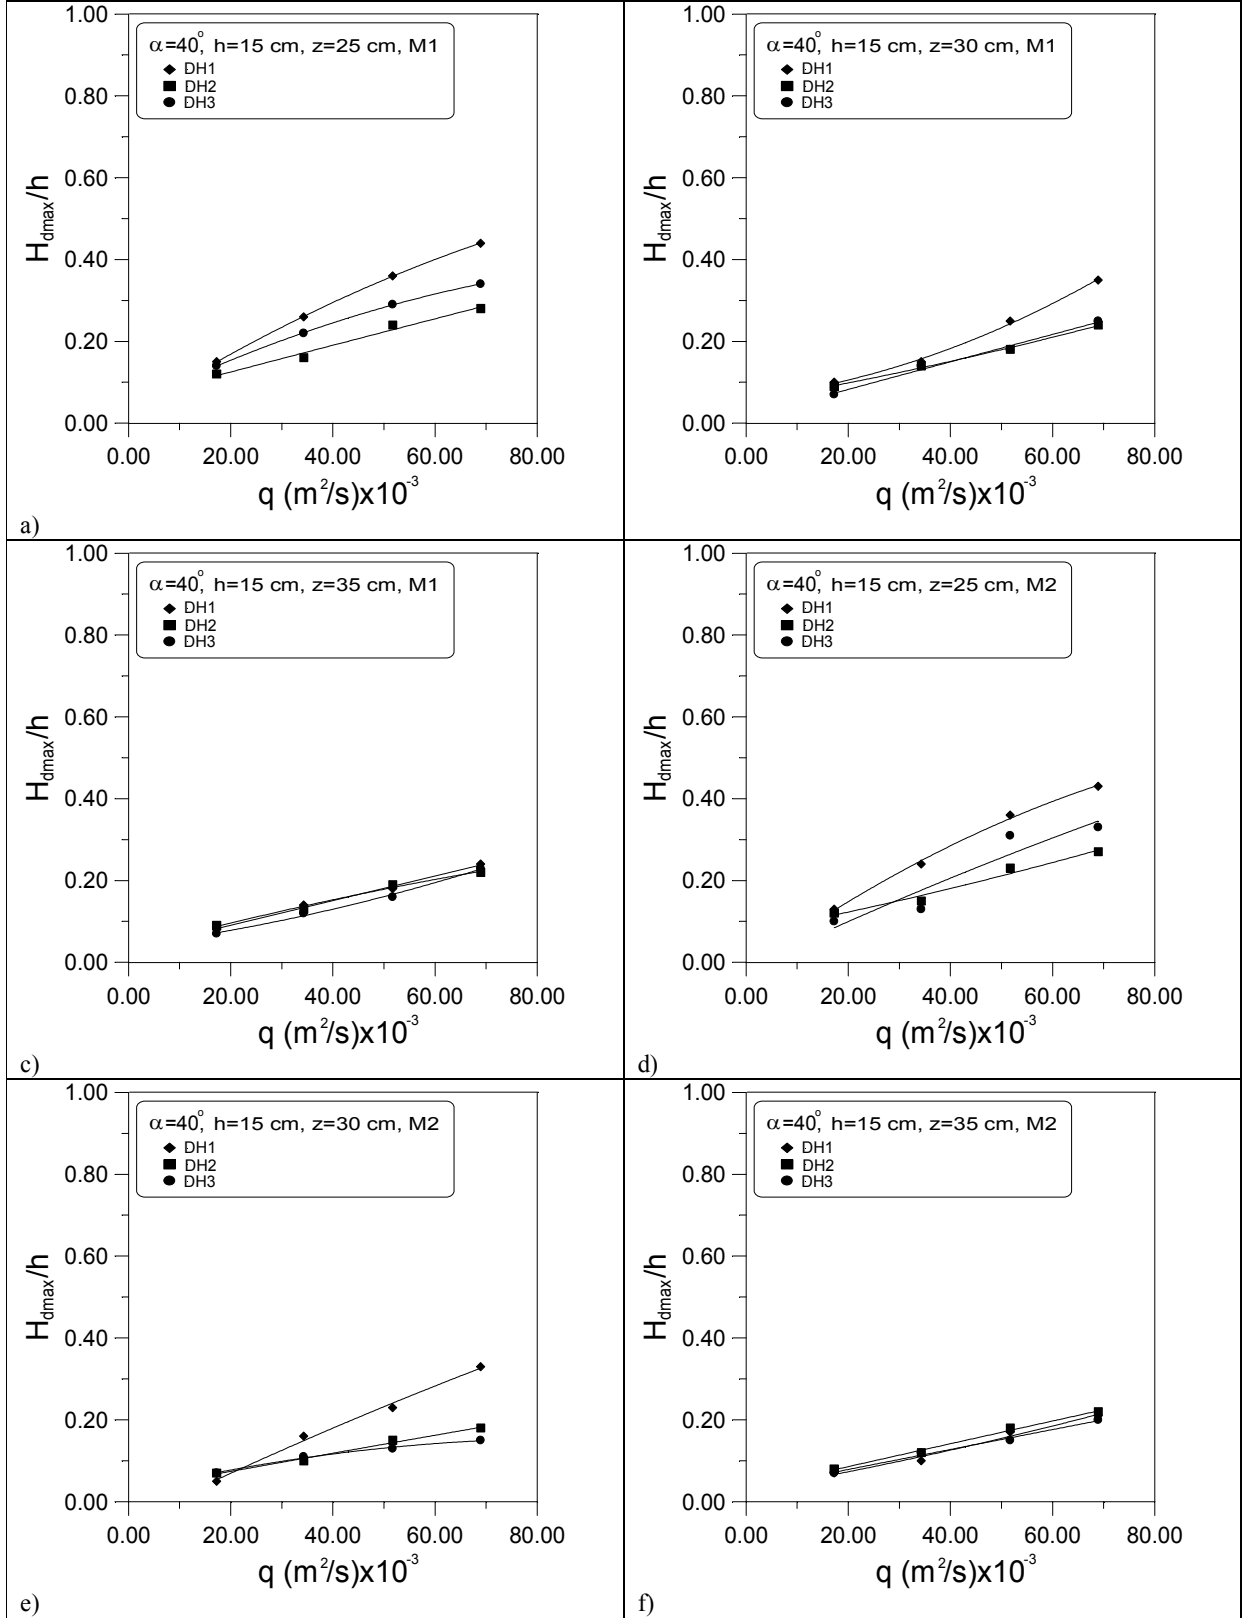 1.00
α=40°, h=15 cm, z=25 cm, M1
DH1
DH2
DH3
0.80
0.60
0.40
0.20
0.00
H_dmax/h
0.00 20.00 40.00 60.00 80.00
q (m²/s)x10⁻³
a)
1.00
α=40°, h=15 cm, z=30 cm, M1
DH1
DH2
DH3
0.80
0.60
0.40
0.20
0.00
H_dmax/h
0.00 20.00 40.00 60.00 80.00
q (m²/s)x10⁻³
1.00
α=40°, h=15 cm, z=35 cm, M1
DH1
DH2
DH3
0.80
0.60
0.40
0.20
0.00
H_dmax/h
0.00 20.00 40.00 60.00 80.00
q (m²/s)x10⁻³
c)
1.00
α=40°, h=15 cm, z=25 cm, M2
DH1
DH2
DH3
0.80
0.60
0.40
0.20
0.00
H_dmax/h
0.00 20.00 40.00 60.00 80.00
q (m²/s)x10⁻³
d)
1.00
α=40°, h=15 cm, z=30 cm, M2
DH1
DH2
DH3
0.80
0.60
0.40
0.20
0.00
H_dmax/h
0.00 20.00 40.00 60.00 80.00
q (m²/s)x10⁻³
e)
1.00
α=40°, h=15 cm, z=35 cm, M2
DH1
DH2
DH3
0.80
0.60
0.40
0.20
0.00
H_dmax/h
0.00 20.00 40.00 60.00 80.00
q (m²/s)x10⁻³
f)